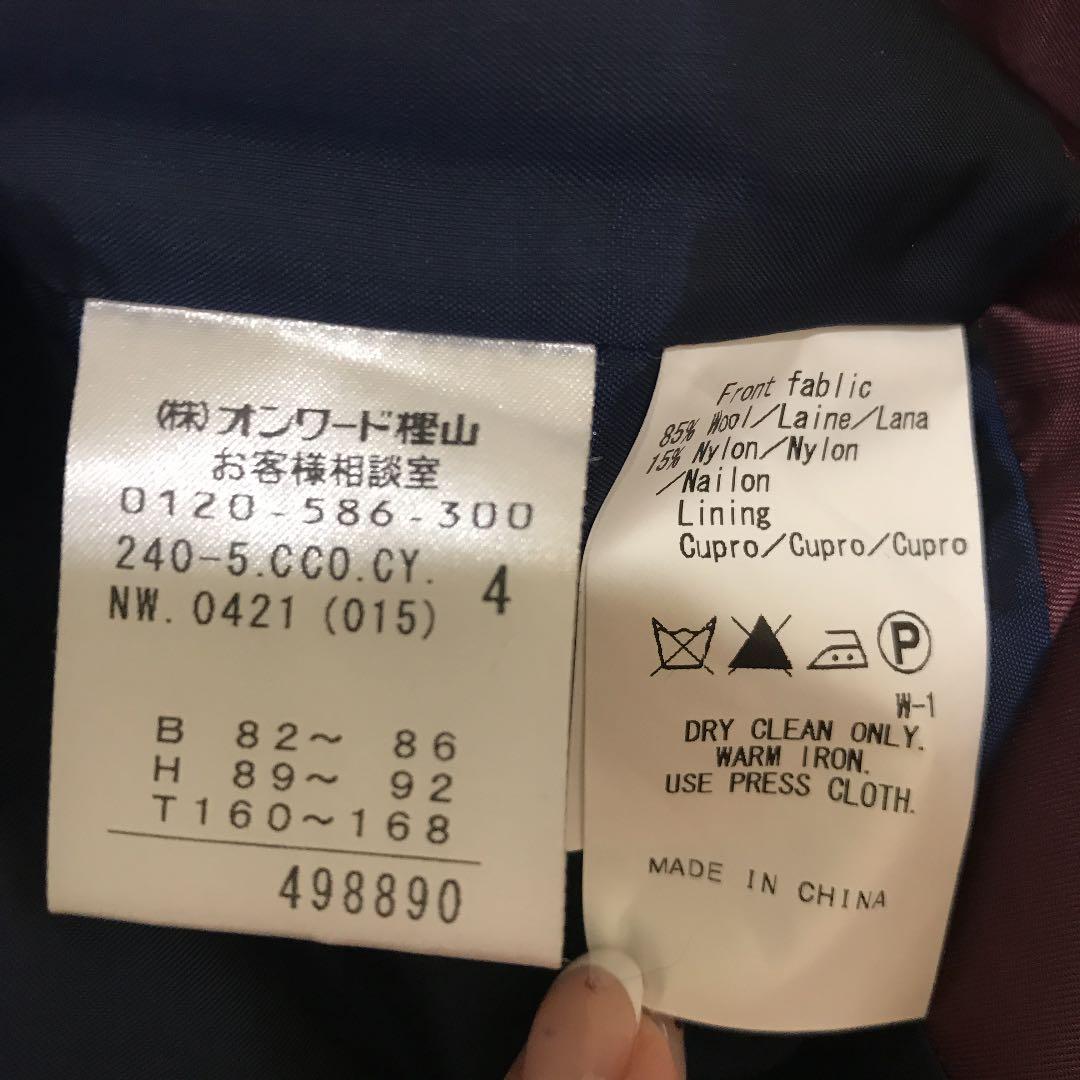 (株)オンワード樫山
お客様相談室
0120-586-300
240-5.CCO.CY.
NW. 0421 (015) 4
B 82～ 86
H 89～ 92
T160～168
498890
Front fablic
85% Wool/Laine/Lana
15% Nylon/Nylon
/Nailon
Lining
Cupro/Cupro/Cupro
P
W-1
DRY CLEAN ONLY.
WARM IRON.
USE PRESS CLOTH.
MADE IN CHINA